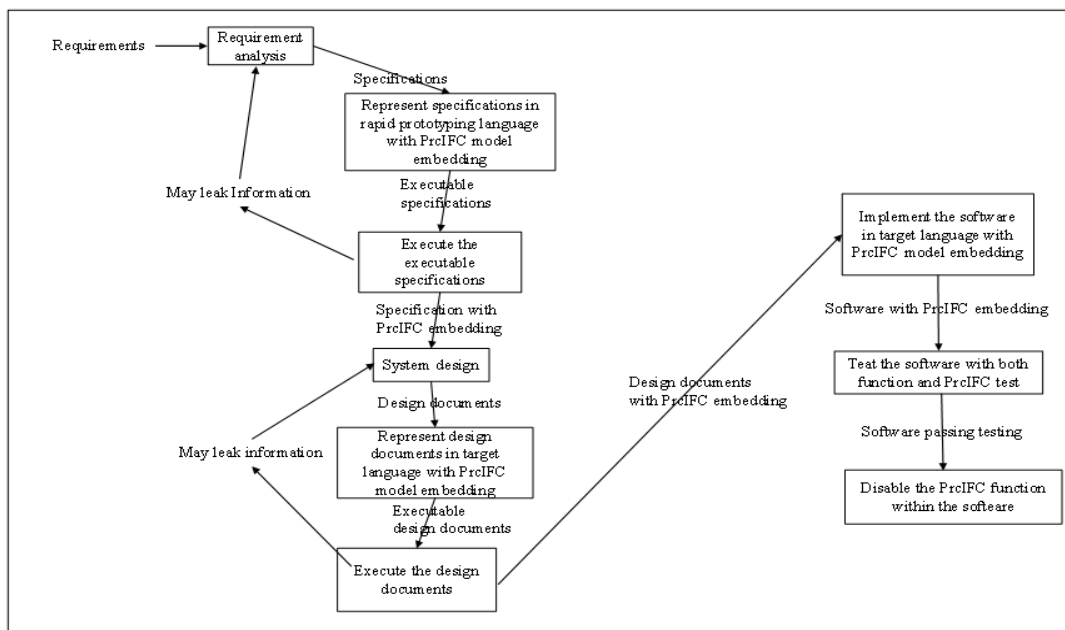 Requirements
Requirement
analysis
Specifications
Represent specifications in
rapid prototyping language
with PrcIFC model
embedding
May leak Information
Executable
specifications
Execute the
executable
specifications
Specification with
PrcIFC embedding
System design
Design documents
May leak information
Represent design
documents in target
language with PrcIFC
model embedding
Executable
design documents
Execute the design
documents
Design documents
with PrcIFC embedding
Implement the software
in target language with
PrcIFC model embedding
Software with PrcIFC embedding
Teat the software with both
function and PrcIFC test
Software passing testing
Disable the PrcIFC function
within the softeare